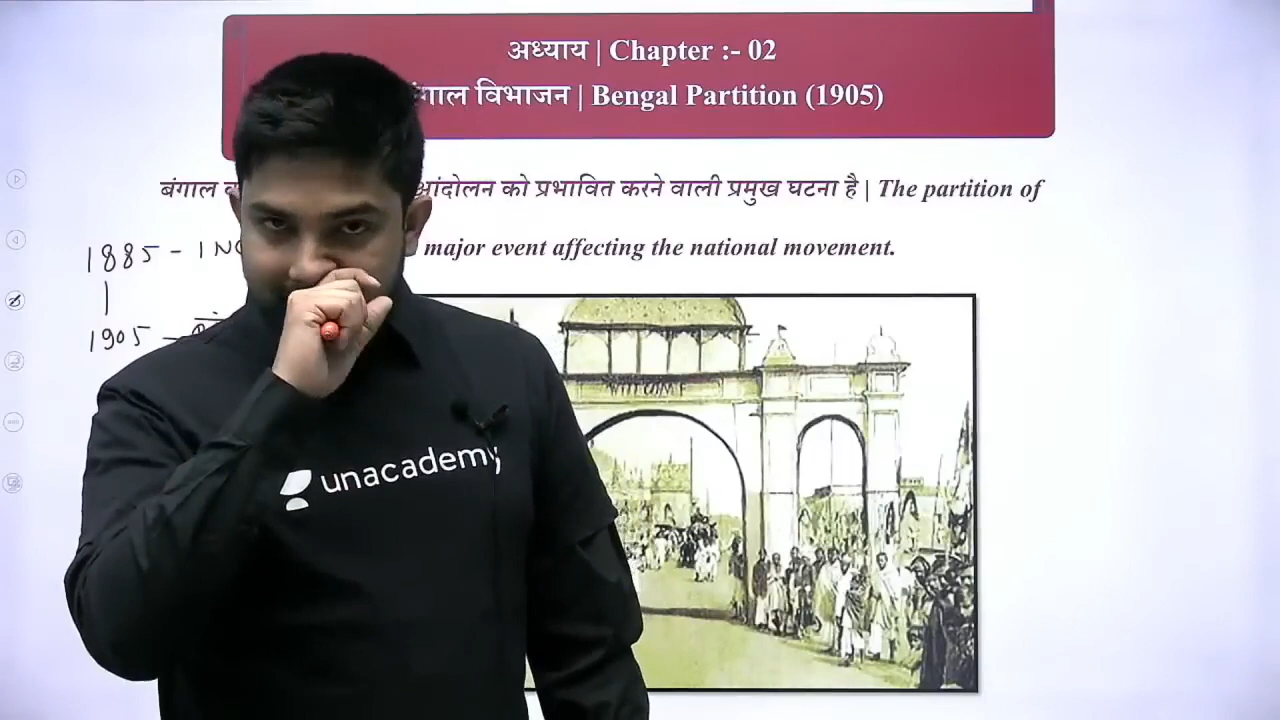 अध्याय | Chapter :- 02
विभाजन | Bengal Partition (1905)
बंगाल आंदोलन को प्रभावित करने वाली प्रमुख घटना है | The partition of
major event affecting the national movement.
1885 - INC
1905 -
WELCOME
unacademy